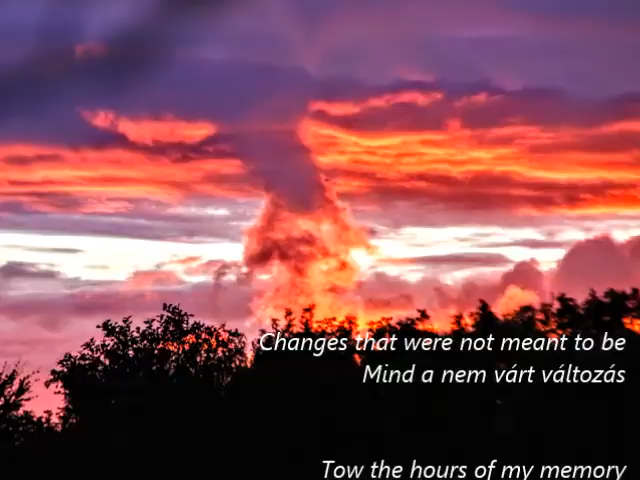 Changes that were not meant to be
Mind a nem várt változás
Tow the hours of my memory